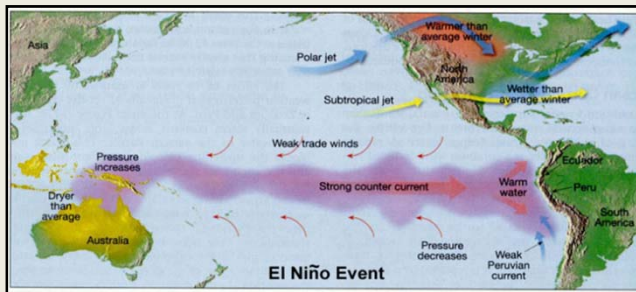 Asia
Polar jet
Warmer than
average winter
North
America
Subtropical jet
Wetter than
average winter
Weak trade winds
Pressure
increases
Ecuador
Strong counter current
Warm
water
Peru
Dryer
than
average
South
America
Australia
Pressure
decreases
Weak
Peruvian
current
El Niño Event